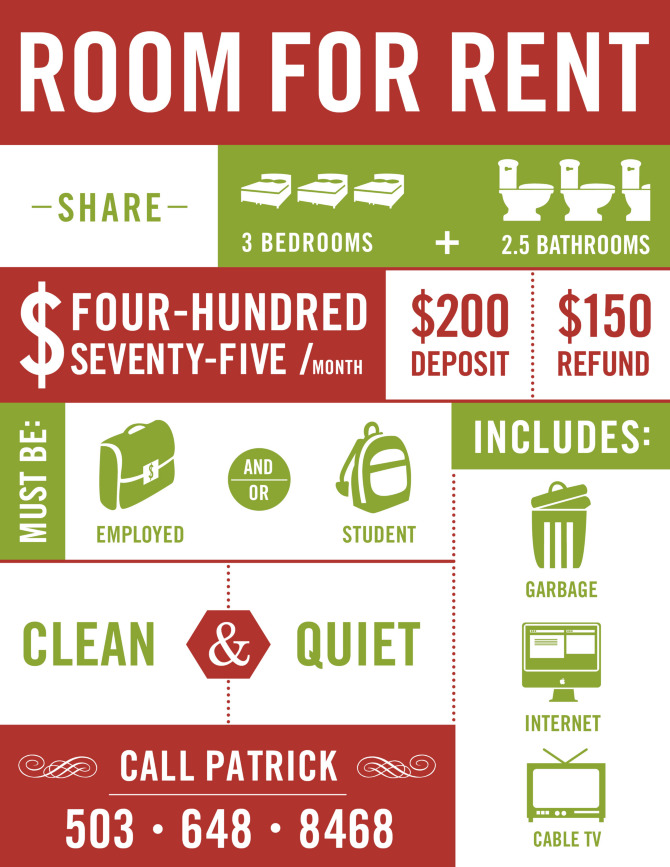 ROOM FOR RENT
–SHARE–
3 BEDROOMS + 2.5 BATHROOMS
$ FOUR-HUNDRED
SEVENTY-FIVE /MONTH
$200
DEPOSIT
$150
REFUND
MUST BE:
$
EMPLOYED
AND
OR
STUDENT
INCLUDES:
GARBAGE
INTERNET
CABLE TV
CLEAN & QUIET
CALL PATRICK
503 • 648 • 8468